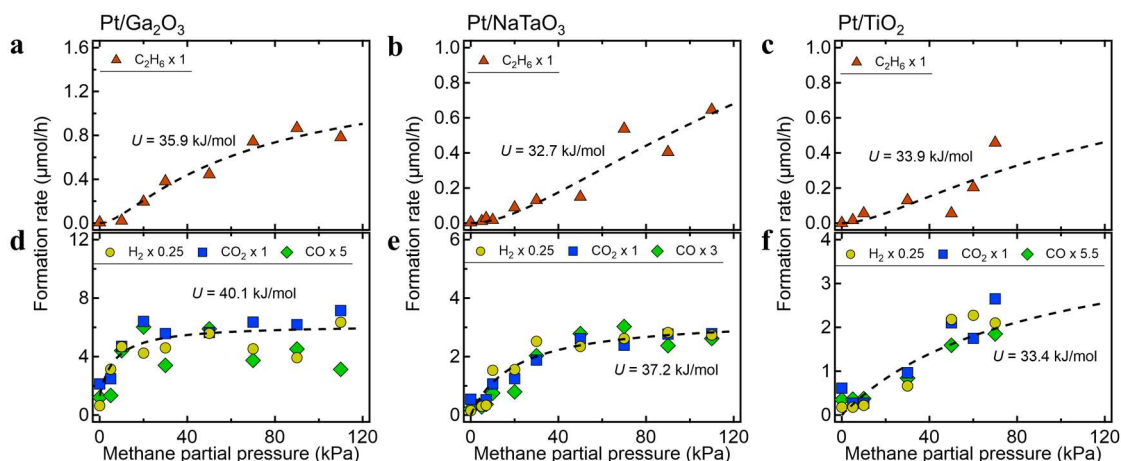 Pt/Ga₂O₃
a
Formation rate (μmol/h)
1.6
1.2
0.8
0.4
0.0
C₂H₆ x 1
U = 35.9 kJ/mol
Pt/NaTaO₃
b
1.0
0.8
0.6
0.4
0.2
0.0
C₂H₆ x 1
U = 32.7 kJ/mol
Pt/TiO₂
c
1.0
0.8
0.6
0.4
0.2
0.0
C₂H₆ x 1
U = 33.9 kJ/mol
d
12
8
4
0
H₂ x 0.25 CO₂ x 1 CO x 5
U = 40.1 kJ/mol
0 40 80 120
Methane partial pressure (kPa)
e
6
4
2
0
H₂ x 0.25 CO₂ x 1 CO x 3
U = 37.2 kJ/mol
0 40 80 120
Methane partial pressure (kPa)
f
4
3
2
1
0
H₂ x 0.25 CO₂ x 1 CO x 5.5
U = 33.4 kJ/mol
0 40 80 120
Methane partial pressure (kPa)
Formation rate (μmol/h)
Formation rate (μmol/h)